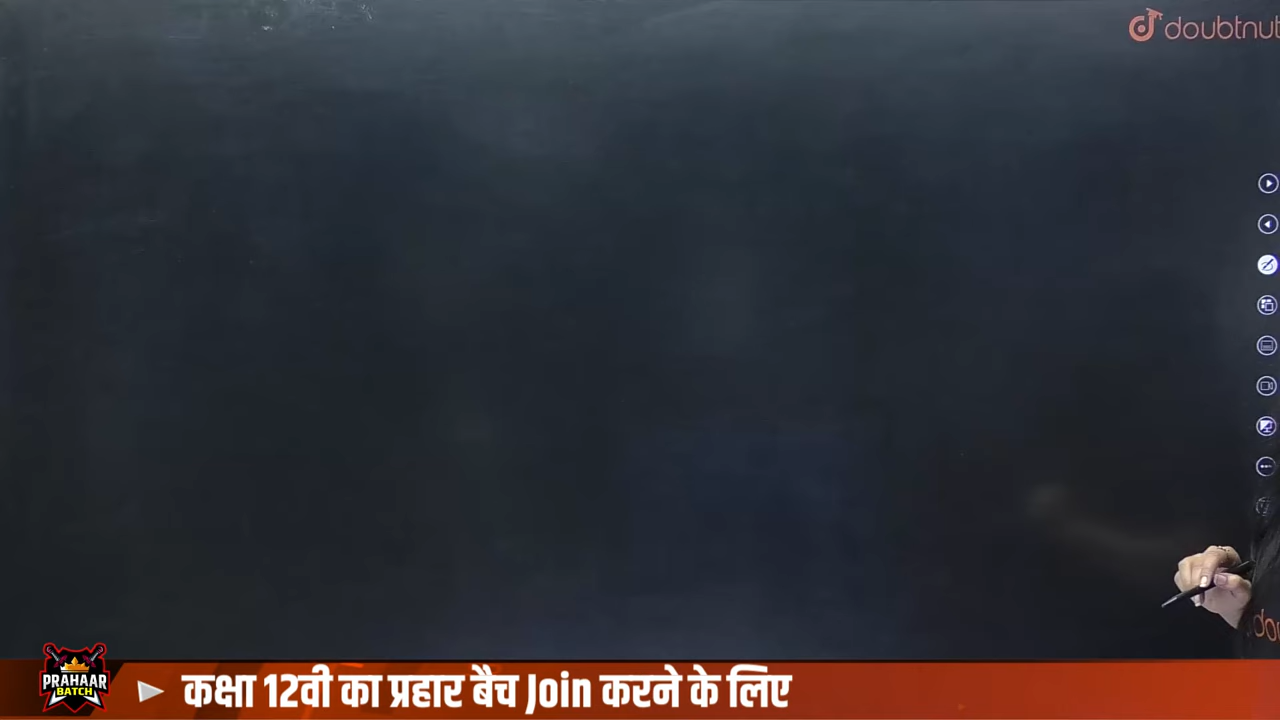 doubtnut
PRAHAAR
BATCH
कक्षा 12वी का प्रहार बैच Join करने के लिए